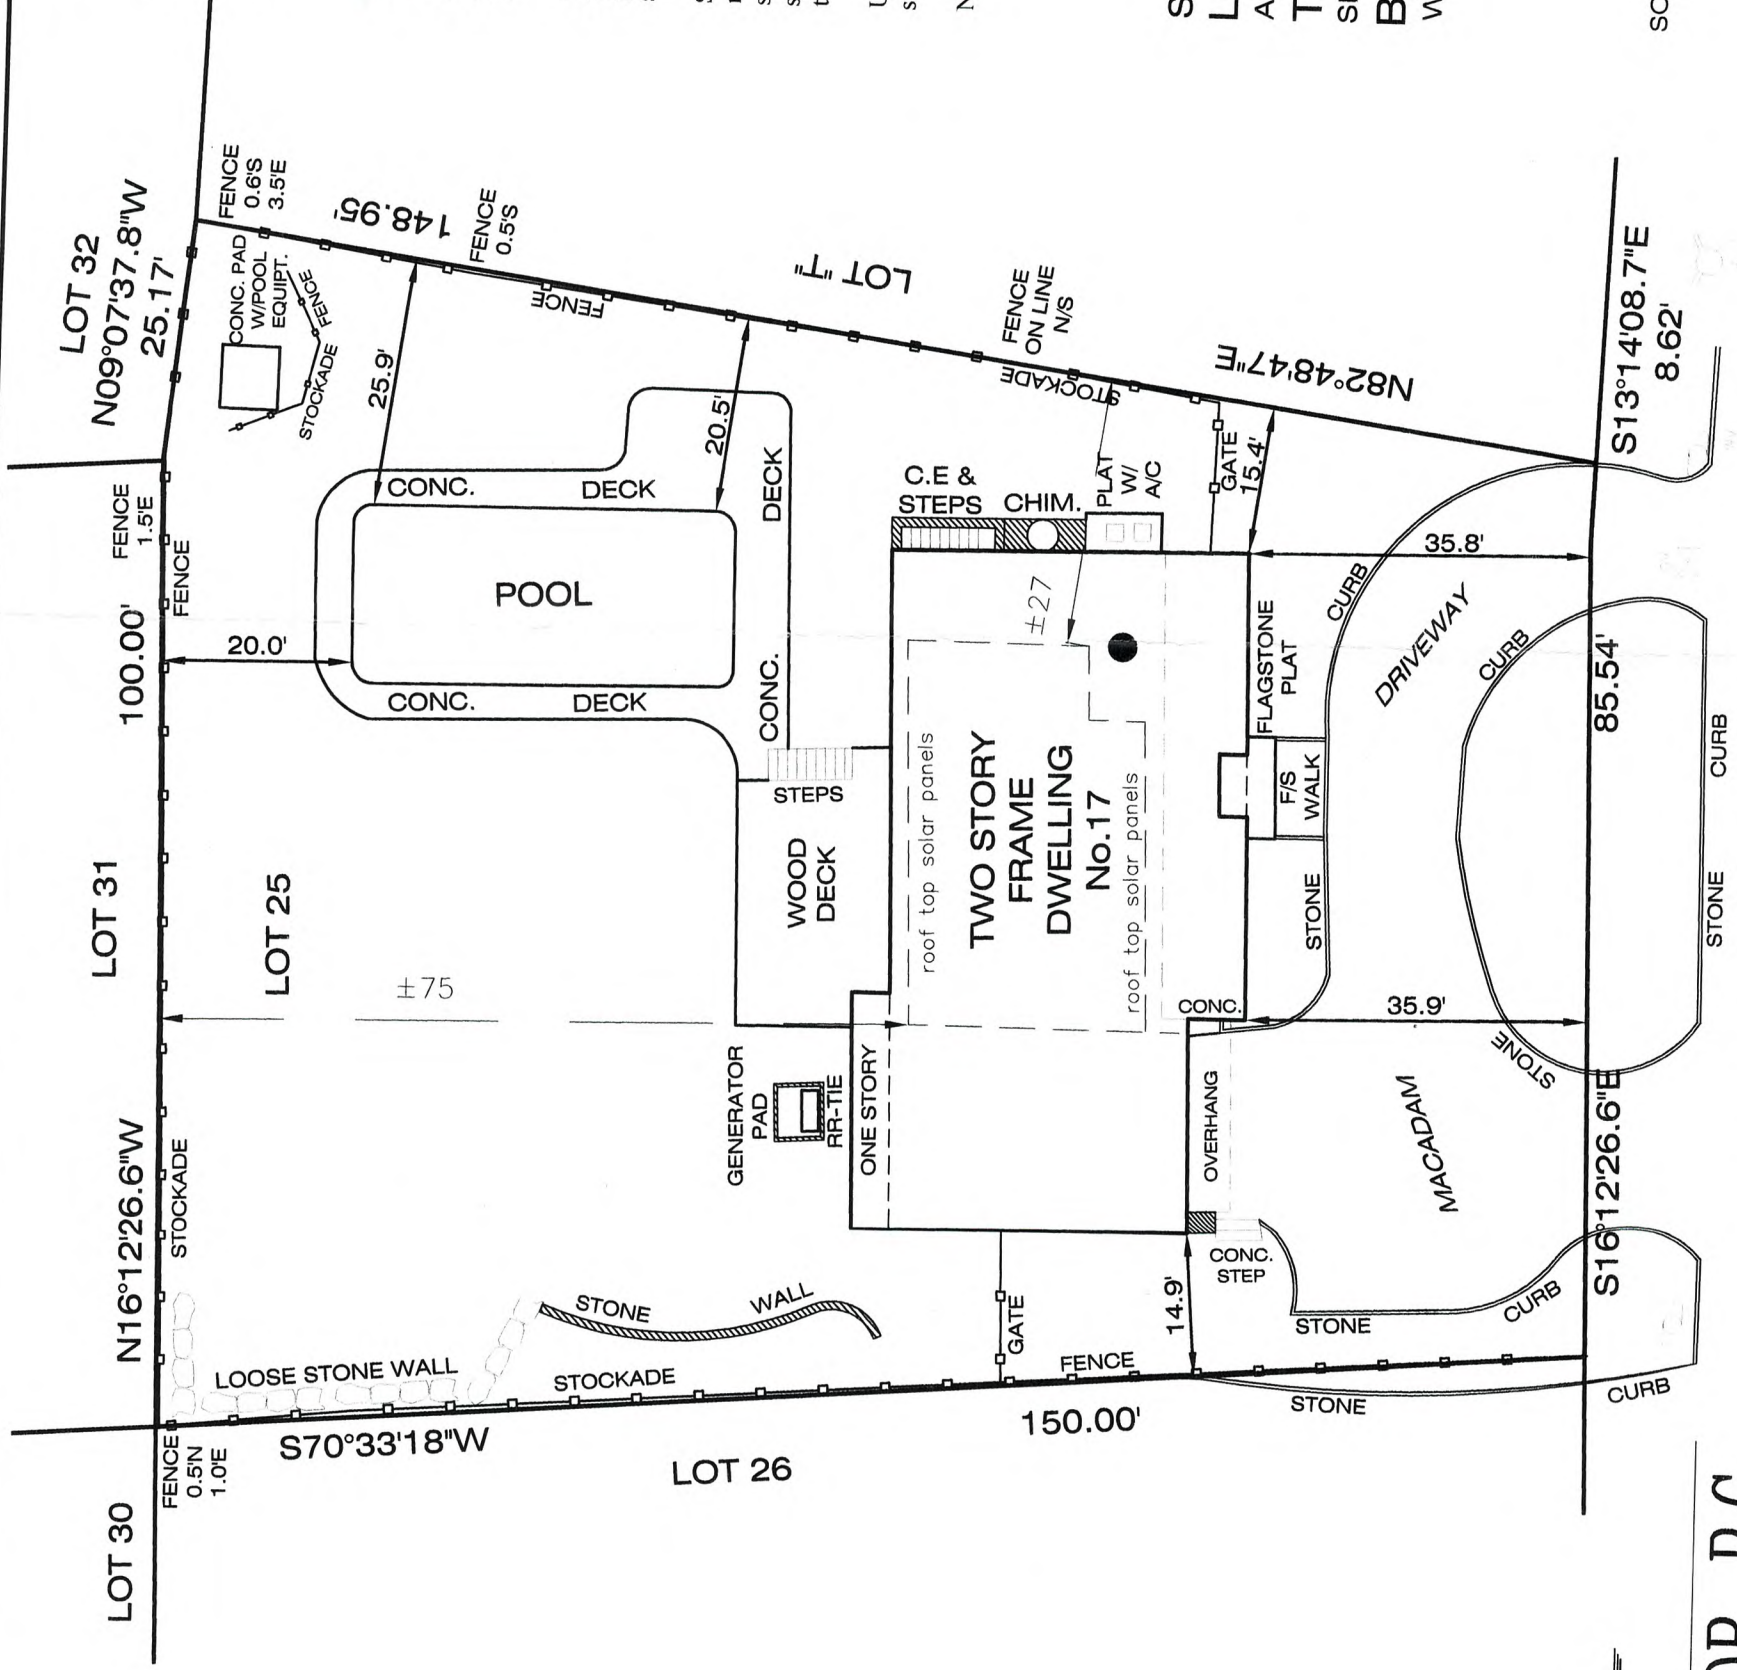 LOT 32
N09°07'37.8"W
25.17'
FENCE
0.6'S
3.5'E
148.95'
FENCE
0.5'S
CONC. PAD
W/POOL
EQUIPT.
FENCE
STOCKADE
25.9'
FENCE
LOT "T"
FENCE
ON LINE
N/S
STOCKADE
N82°48'47"E
S13°14'08.7"E
8.62'
20.5'
FENCE
1.5'E
FENCE
CONC.
DECK
DECK
C.E &
STEPS
CHIM.
PLAT
W/
A/C
GATE
15.4'
35.8'
POOL
±27
CURB
DRIVEWAY
CURB
100.00'
20.0'
CONC.
DECK
CONC.
FLAGSTONE
PLAT
85.54'
CURB
STEPS
F/S
WALK
WOOD
DECK
roof top solar panels
TWO STORY
FRAME
DWELLING
No.17
roof top solar panels
STONE
STONE
LOT 31
LOT 25
±75
CONC.
35.9'
STONE
GENERATOR
PAD
RR-TIE
ONE STORY
OVERHANG
MACADAM
S16°12'26.6"E
N16°12'26.6"W
STOCKADE
CONC.
STEP
14.9'
STONE
WALL
GATE
STONE
CURB
LOOSE STONE WALL
STOCKADE
FENCE
STONE
CURB
S70°33'18"W
150.00'
FENCE
0.5'N
1.0'E
LOT 26
LOT 30